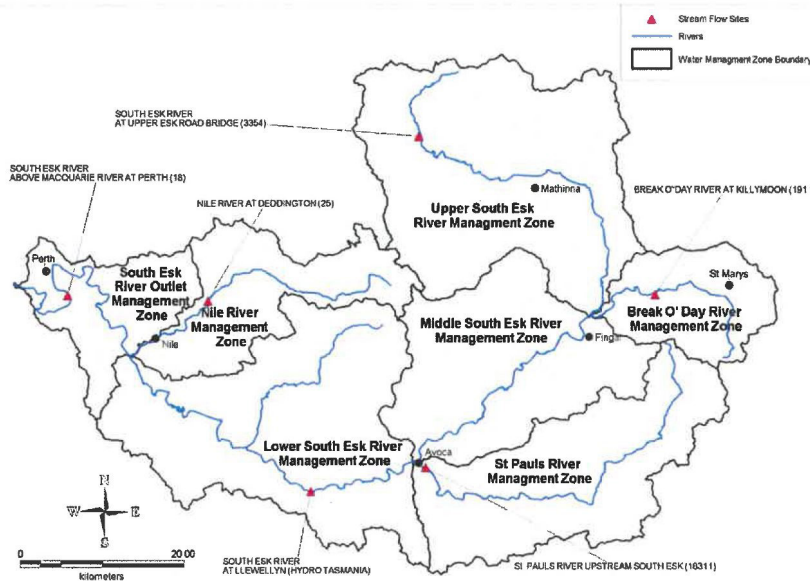 Stream Flow Sites
Rivers
Water Managment Zone Boundary
SOUTH ESK RIVER
AT UPPER ESK ROAD BRIDGE (3354)
SOUTH ESK RIVER
ABOVE MACQUARIE RIVER AT PERTH (18)
NILE RIVER AT DEDDINGTON (25)
BREAK O'DAY RIVER AT KILLYMOON (191
Mathinna
Upper South Esk
River Managment Zone
Perth
South Esk
River Outlet
Management
Zone
St Marys
Nile River
Management
Zone
Middle South Esk River
Management Zone
Break O' Day River
Management Zone
Nile
Fingal
Lower South Esk River
Management Zone
Avoca
St Pauls River
Managment Zone
N
W
E
S
0
20 00
kilometers
SOUTH ESK RIVER
AT LLEWELLYN (HYDRO TASMANIA)
ST PAULS RIVER UPSTREAM SOUTH ESK (18311)